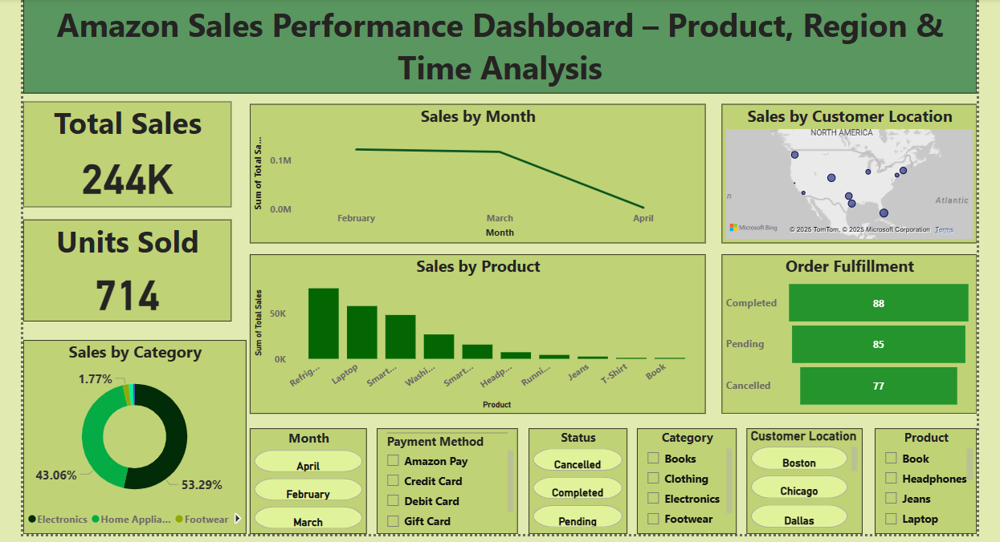 Amazon Sales Performance Dashboard – Product, Region &
Time Analysis
Total Sales
244K
Units Sold
714
Sales by Category
1.77%
43.06%
53.29%
Electronics
Home Applia...
Footwear
Sales by Month
Sum of Total Sa...
0.1M
0.0M
February
March
April
Month
Sales by Product
Sum of Total Sales
50K
0K
Refrig...
Laptop
Smart...
Washi...
Smart...
Headp...
Runni...
Jeans
T-Shirt
Book
Product
Sales by Customer Location
NORTH AMERICA
n
Atlantic
Microsoft Bing
© 2025 TomTom, © 2025 Microsoft Corporation Terms
Order Fulfillment
Completed 88
Pending 85
Cancelled 77
Month
April
February
March
Payment Method
Amazon Pay
Credit Card
Debit Card
Gift Card
Status
Cancelled
Completed
Pending
Category
Books
Clothing
Electronics
Footwear
Customer Location
Boston
Chicago
Dallas
Product
Book
Headphones
Jeans
Laptop